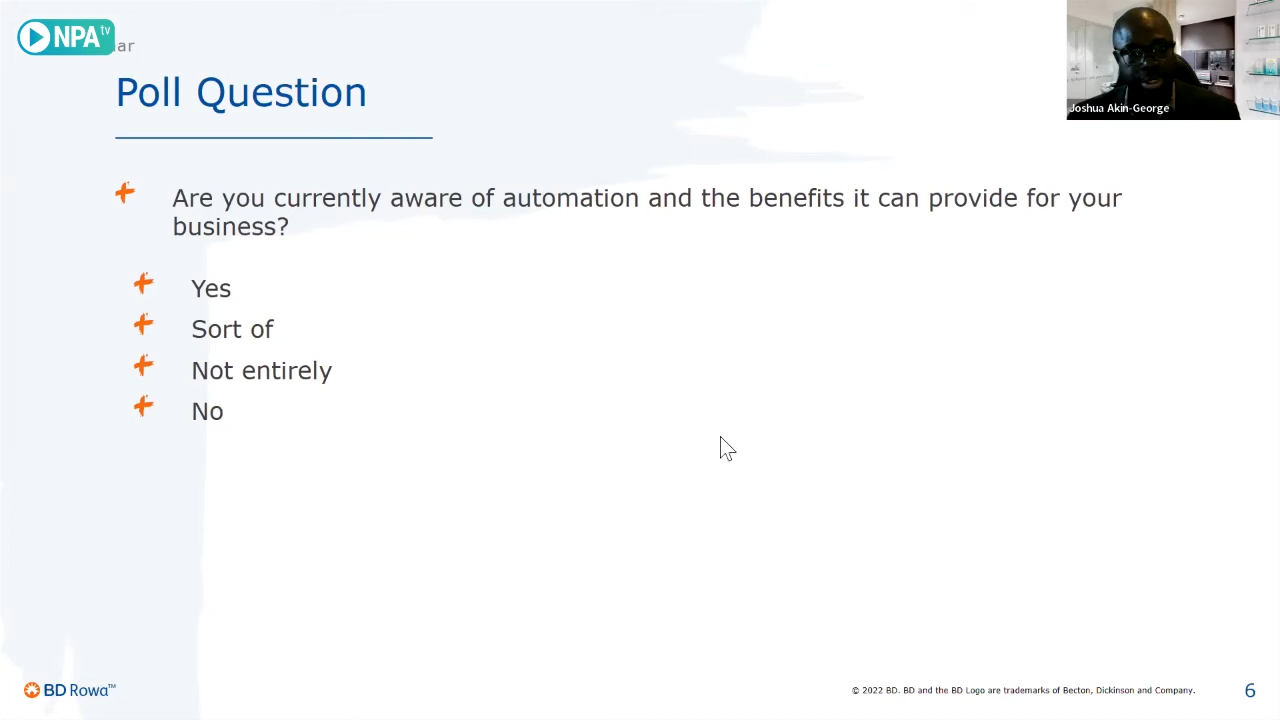 NPAtv
ar
Poll Question
Joshua Akin-George
Are you currently aware of automation and the benefits it can provide for your
business?
Yes
Sort of
Not entirely
No
BD Rowa™
© 2022 BD. BD and the BD Logo are trademarks of Becton, Dickinson and Company.
6